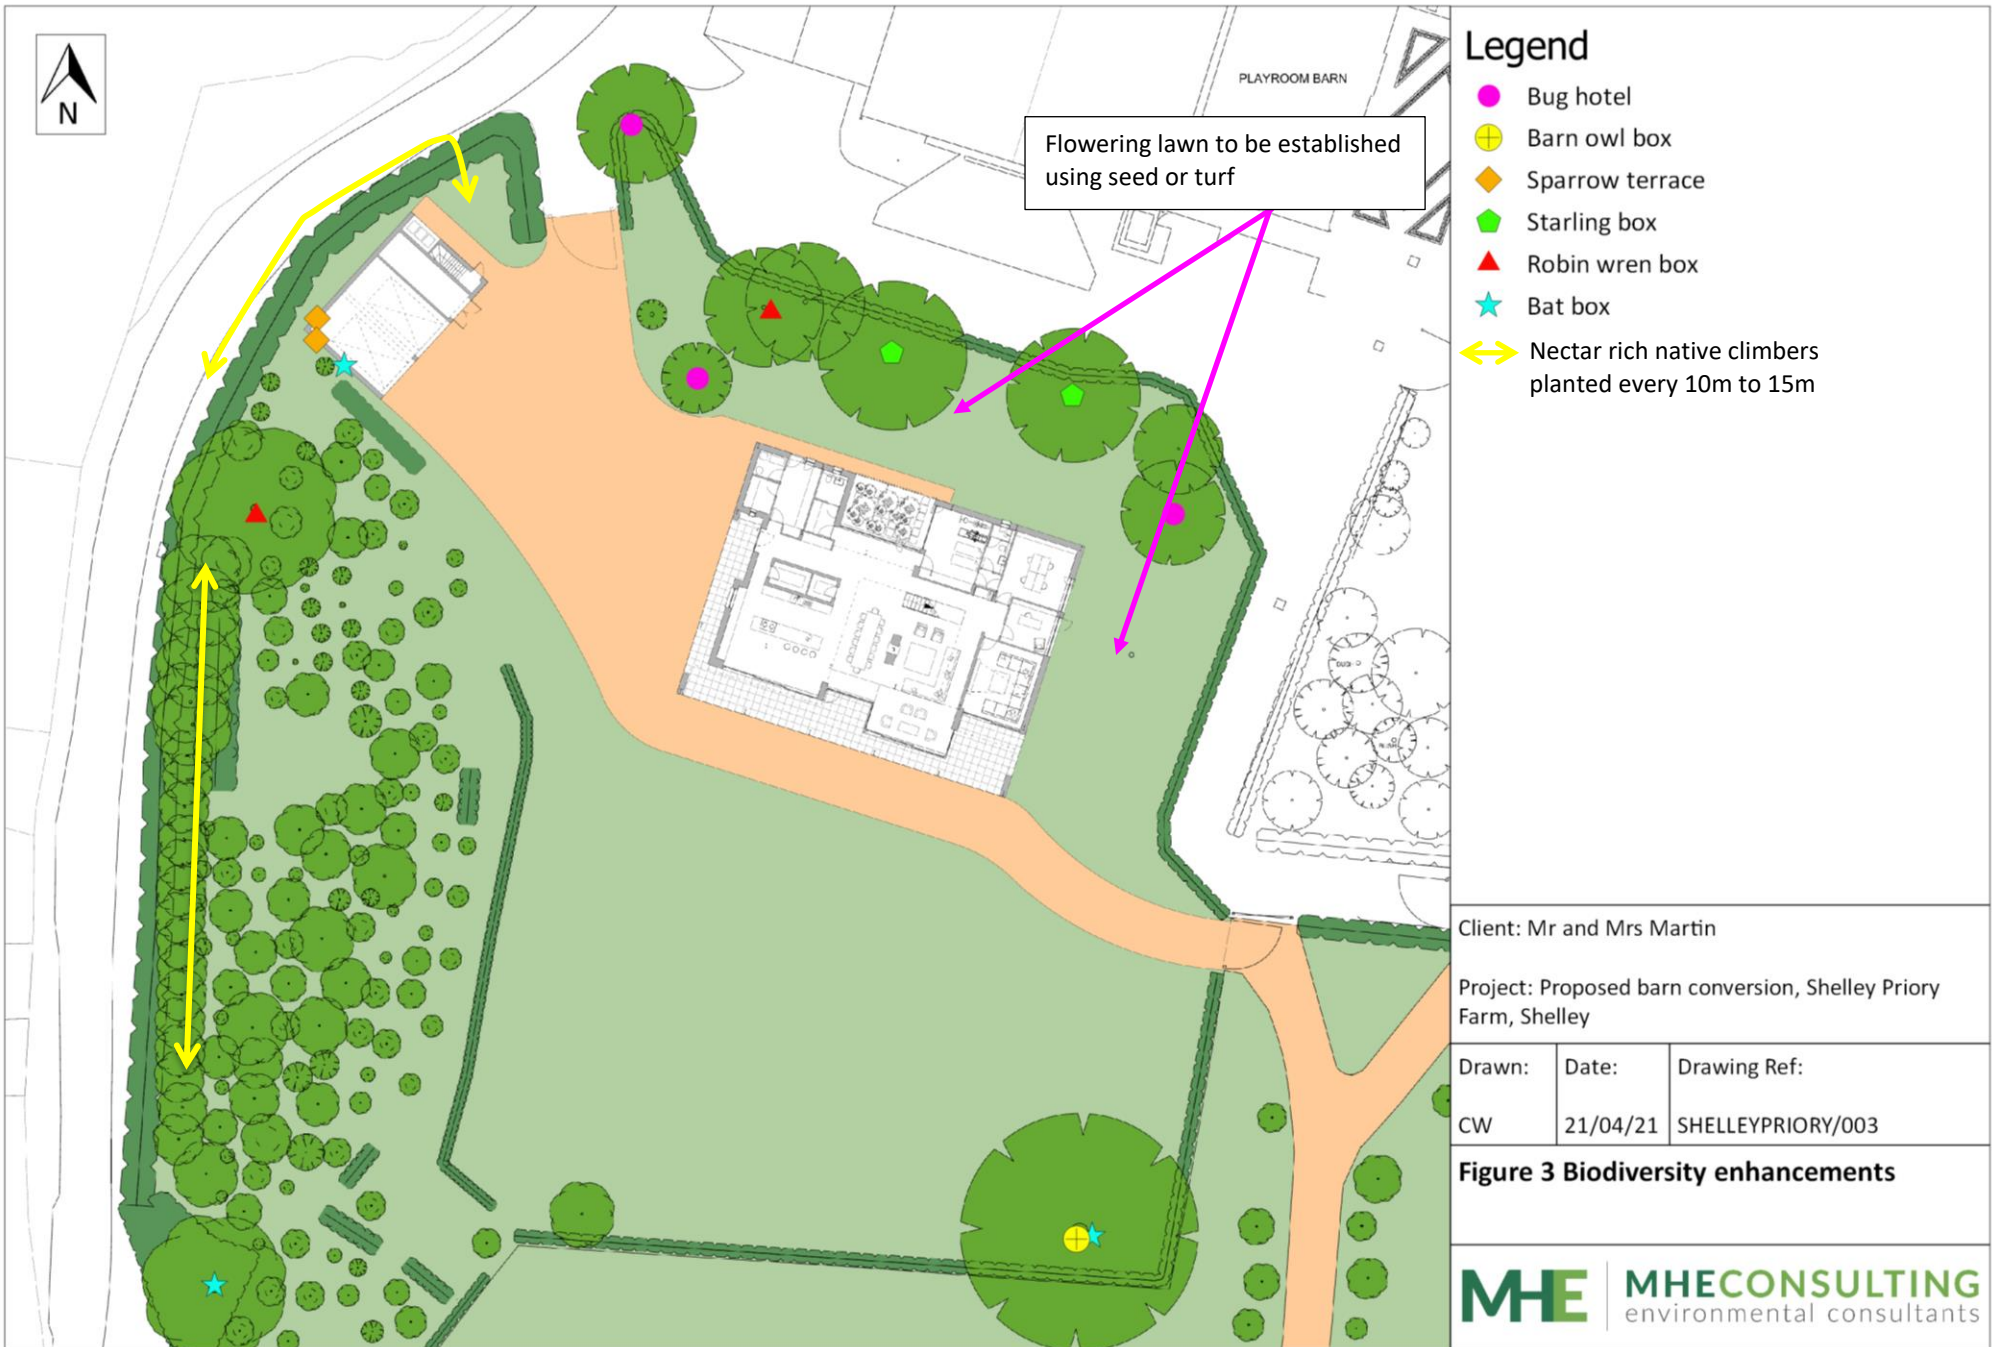 N
PLAYROOM BARN
Flowering lawn to be established
using seed or turf
Legend
Bug hotel
Barn owl box
Sparrow terrace
Starling box
Robin wren box
Bat box
Nectar rich native climbers
planted every 10m to 15m
Client: Mr and Mrs Martin
Project: Proposed barn conversion, Shelley Priory
Farm, Shelley
Drawn:
Date:
Drawing Ref:
CW
21/04/21
SHELLEYPRIORY/003
Figure 3 Biodiversity enhancements
MHE
MHECONSULTING
environmental consultants